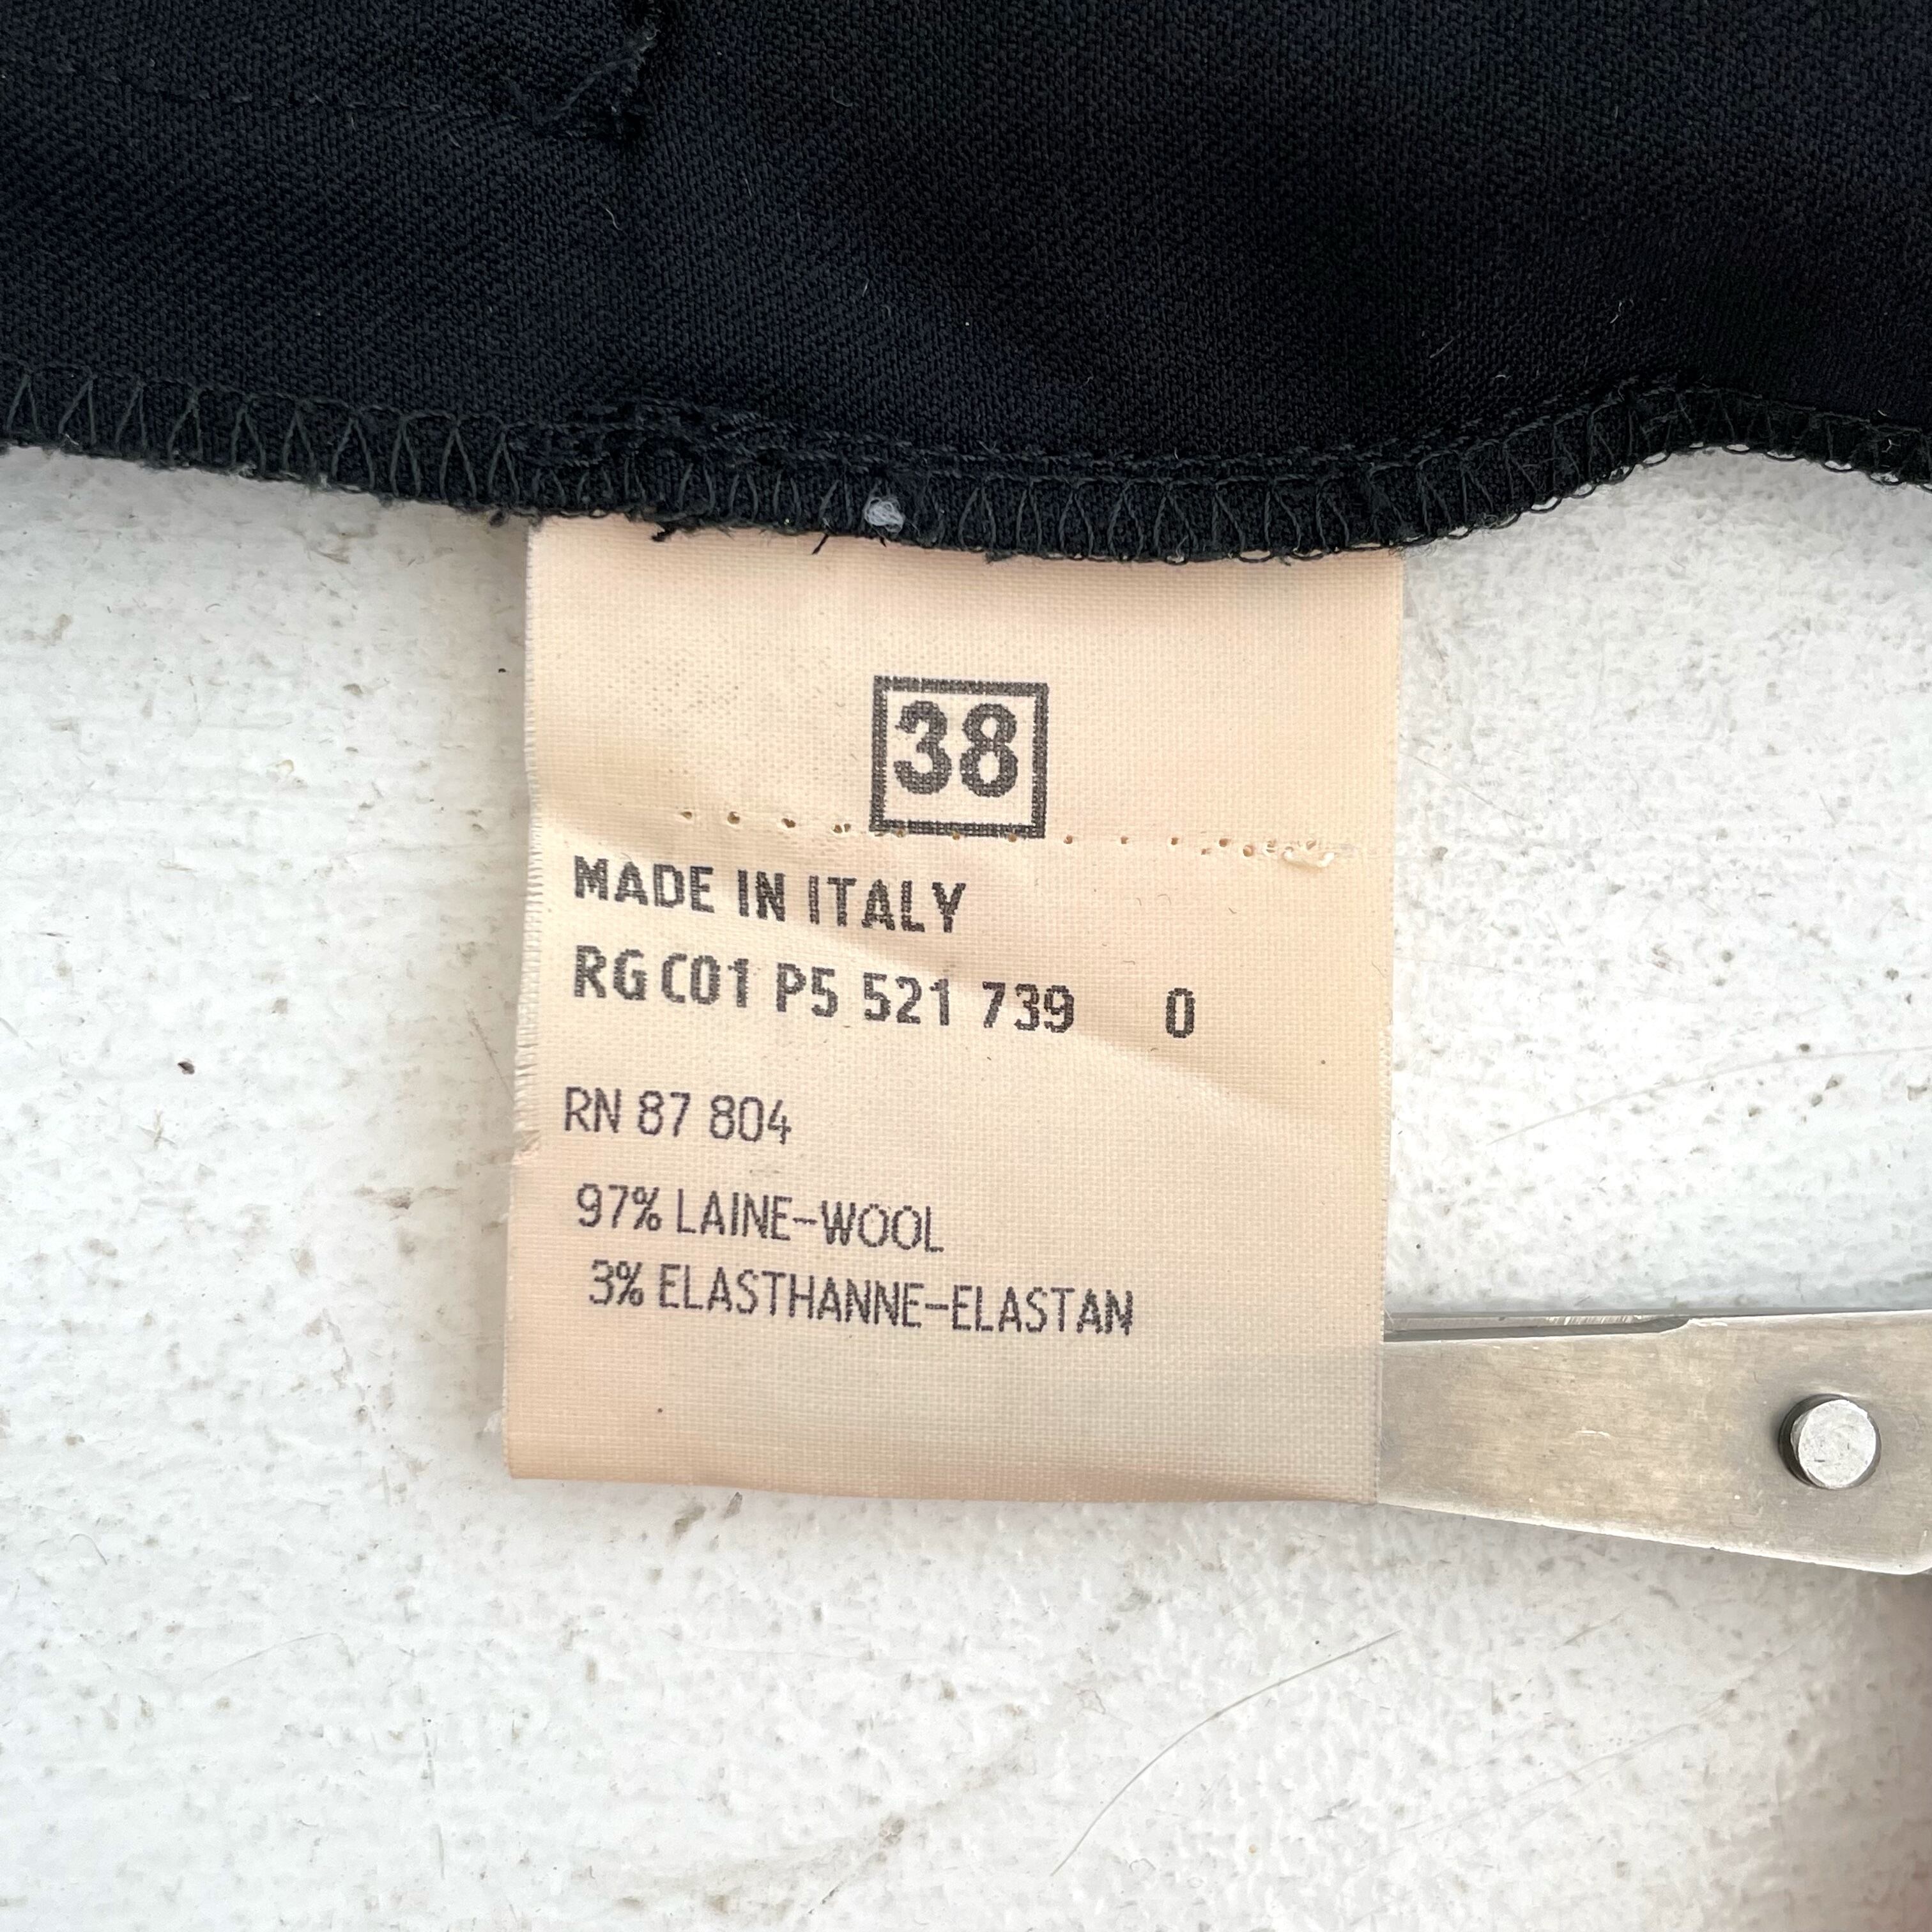 38
MADE IN ITALY
RG C01 P5 521 739 0
RN 87 804
97% LAINE-WOOL
3% ELASTHANNE-ELASTAN